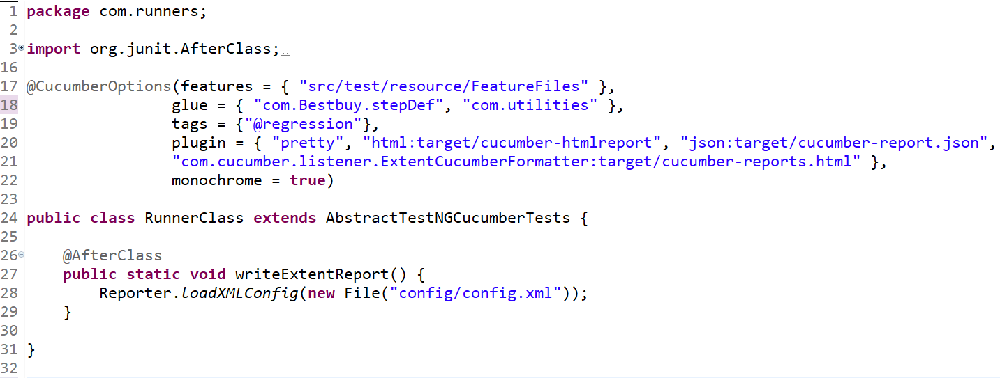 1 package com.runners;
2
3 import org.junit.AfterClass;
16
17 @CucumberOptions(features = { "src/test/resource/FeatureFiles" },
18 glue = { "com.Bestbuy.stepDef", "com.utilities" },
19 tags = {"@regression"},
20 plugin = { "pretty", "html:target/cucumber-htmlreport", "json:target/cucumber-report.json",
21 "com.cucumber.listener.ExtentCucumberFormatter:target/cucumber-reports.html" },
22 monochrome = true)
23
24 public class RunnerClass extends AbstractTestNGCucumberTests {
25
26 @AfterClass
27 public static void writeExtentReport() {
28 Reporter.loadXMLConfig(new File("config/config.xml"));
29 }
30
31 }
32